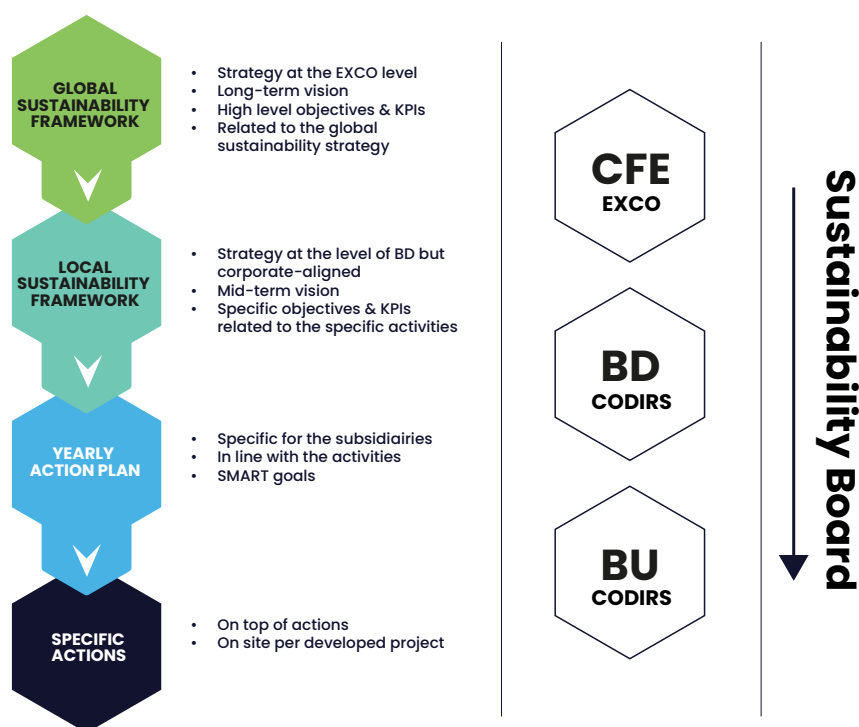 GLOBAL
SUSTAINABILITY
FRAMEWORK
• Strategy at the EXCO level
• Long-term vision
• High level objectives & KPIs
• Related to the global
sustainability strategy
LOCAL
SUSTAINABILITY
FRAMEWORK
• Strategy at the level of BD but
corporate-aligned
• Mid-term vision
• Specific objectives & KPIs
related to the specific activities
YEARLY
ACTION PLAN
• Specific for the subsidiairies
• In line with the activities
• SMART goals
SPECIFIC
ACTIONS
• On top of actions
• On site per developed project
CFE
EXCO
BD
CODIRS
BU
CODIRS
Sustainability Board